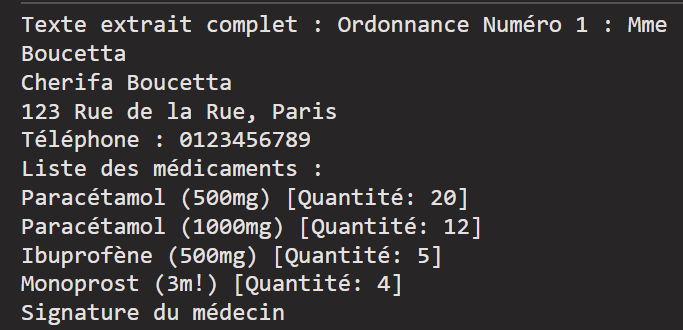 Texte extrait complet : Ordonnance Numéro 1 : Mme
Boucetta
Cherifa Boucetta
123 Rue de la Rue, Paris
Téléphone : 0123456789
Liste des médicaments :
Paracétamol (500mg) [Quantité: 20]
Paracétamol (1000mg) [Quantité: 12]
Ibuprofène (500mg) [Quantité: 5]
Monoprost (3m!) [Quantité: 4]
Signature du médecin